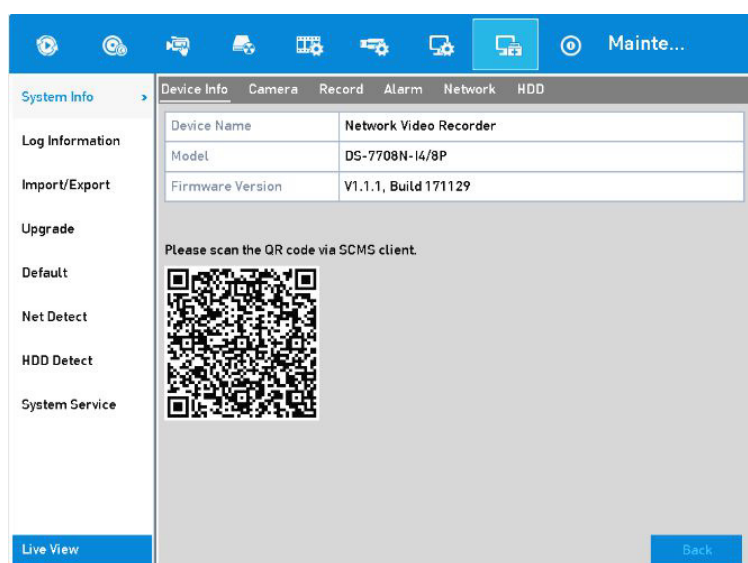 Mainte...
System Info >
Device Info Camera Record Alarm Network HDD
Log Information
Import/Export
Upgrade
Default
Net Detect
HDD Detect
System Service
Device Name Network Video Recorder
Model DS-7708N-I4/8P
Firmware Version V1.1.1, Build 171129
Please scan the QR code via SCMS client.
Live View
Back